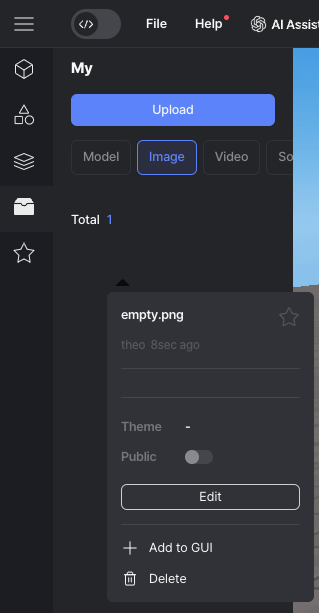 File
Help
AI Assist
My
Upload
Model
Image
Video
So
Total 1
empty.png
theo 8sec ago
Theme -
Public
Edit
Add to GUI
Delete